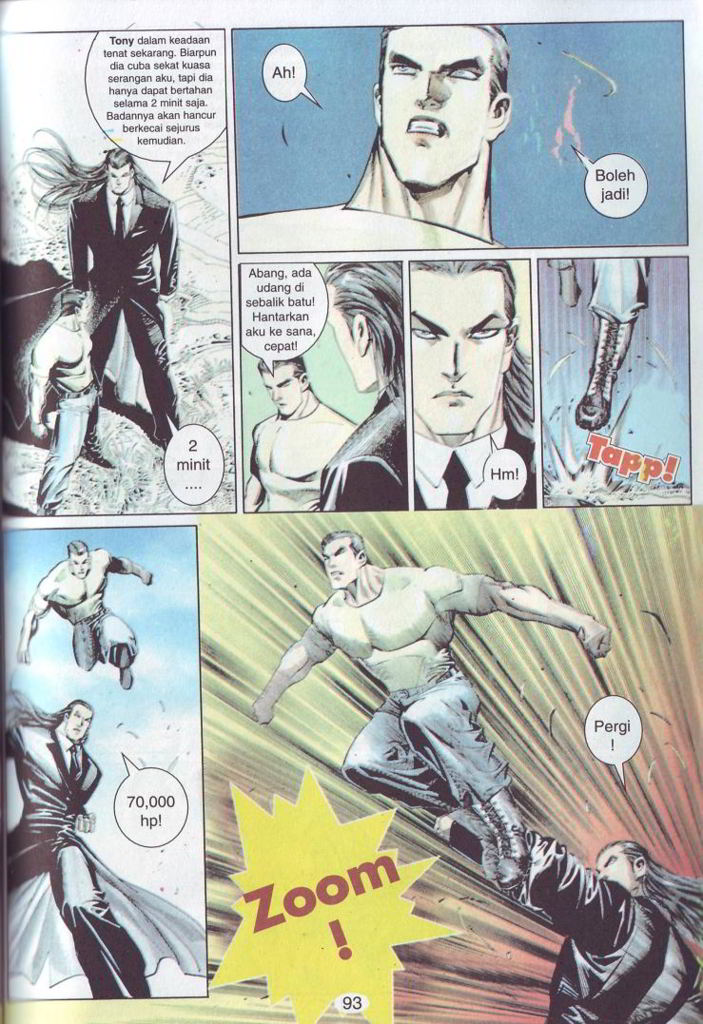 Tony dalam keadaan
tenat sekarang. Biarpun
dia cuba sekat kuasa
serangan aku, tapi dia
hanya dapat bertahan
selama 2 minit saja.
Badannya akan hancur
berkecai sejurus
kemudian.
2
minit
....
Ah!
Boleh
jadi!
Abang, ada
udang di
sebalik batu!
Hantarkan
aku ke sana,
cepat!
Hm!
Tapp!
70,000
hp!
Pergi
!
Zoom
!
93